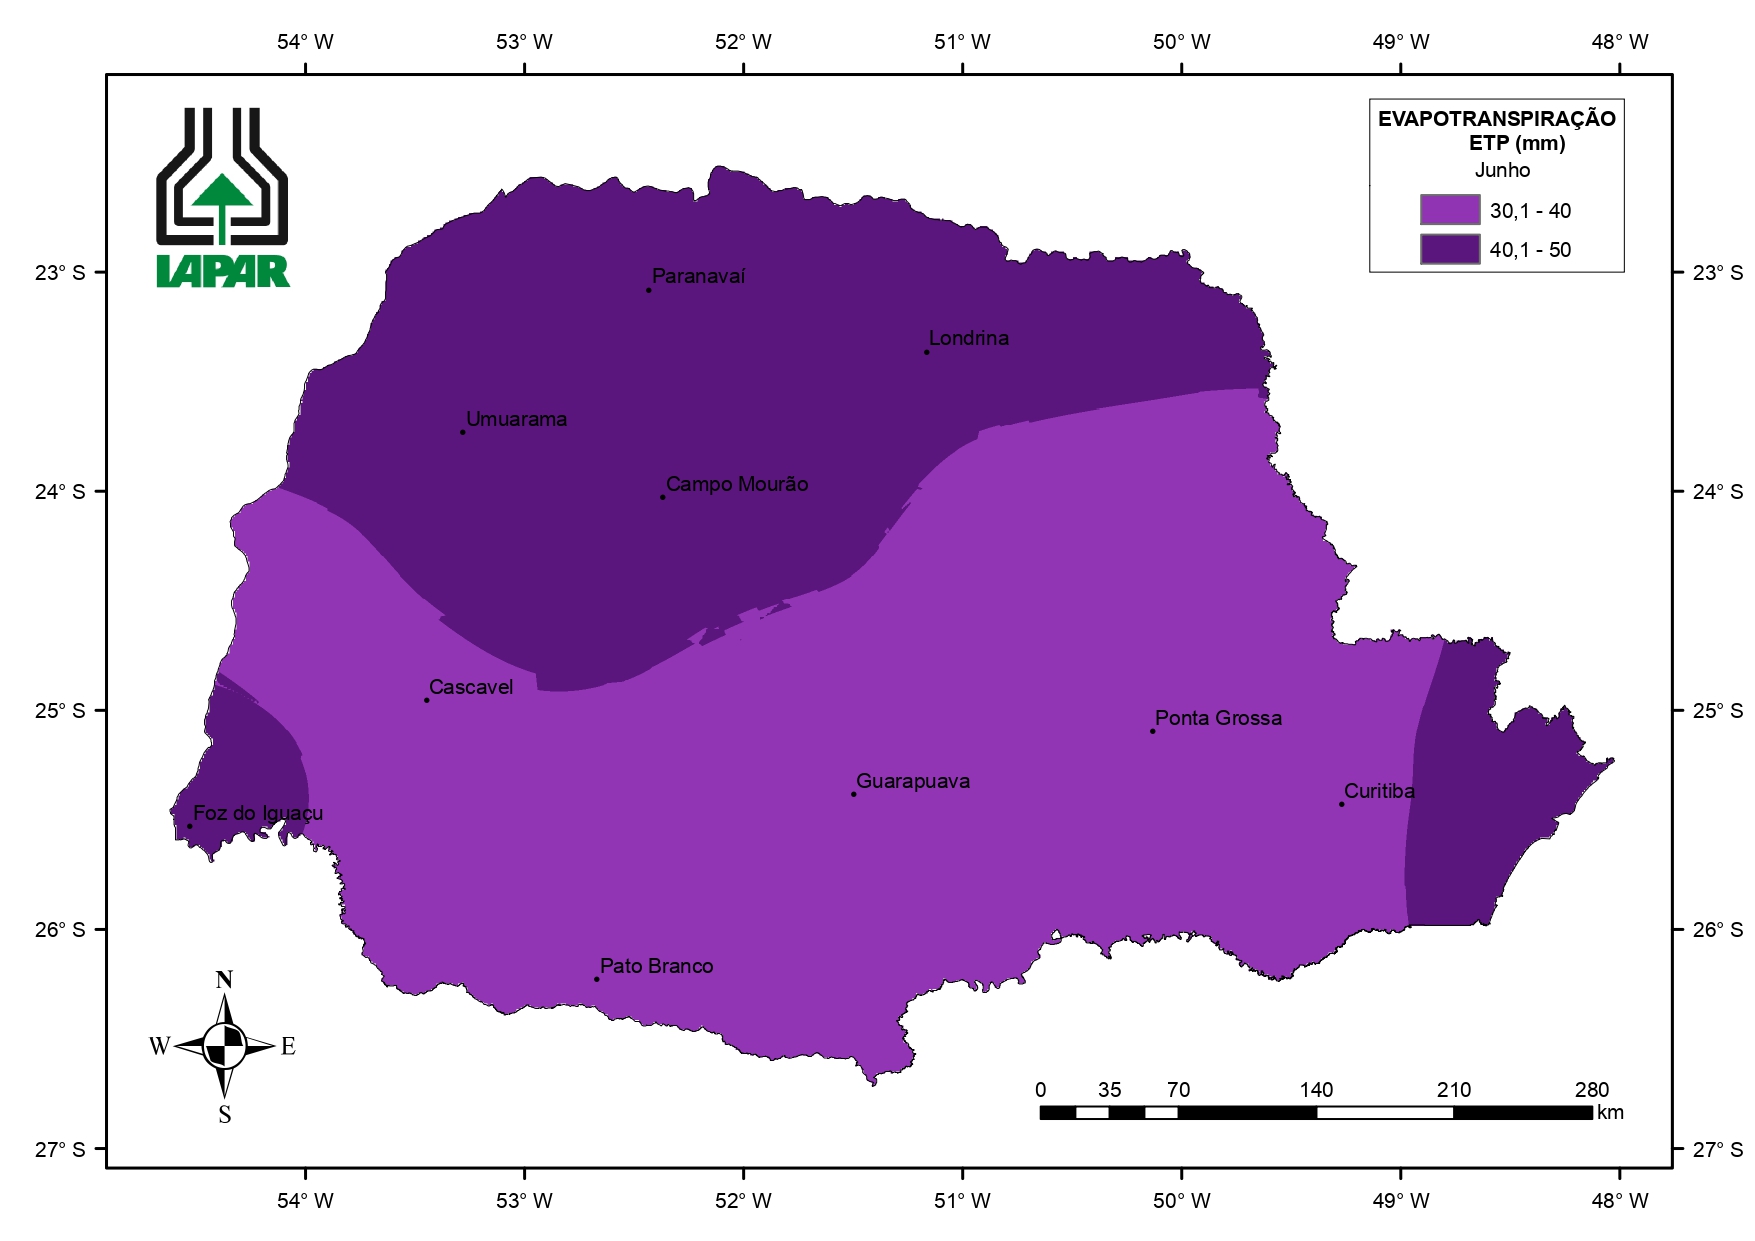 54° W 53° W 52° W 51° W 50° W 49° W 48° W
IAPAR
EVAPOTRANSPIRAÇÃO
ETP (mm)
Junho
30,1 - 40
40,1 - 50
23° S 23° S
Paranavaí
Londrina
Umuarama
Campo Mourão
24° S 24° S
Cascavel
25° S 25° S
Ponta Grossa
Guarapuava
Curitiba
Foz do Iguaçu
26° S 26° S
Pato Branco
N
W E
S
0 35 70 140 210 280
km
27° S 27° S
54° W 53° W 52° W 51° W 50° W 49° W 48° W